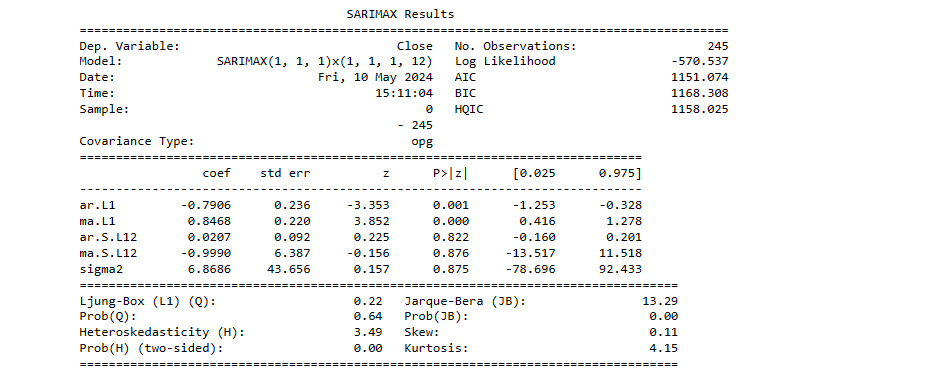 SARIMAX Results
==============================================================================================
Dep. Variable: Close No. Observations: 245
Model: SARIMAX(1, 1, 1)x(1, 1, 1, 12) Log Likelihood -570.537
Date: Fri, 10 May 2024 AIC 1151.074
Time: 15:11:04 BIC 1168.308
Sample: 0 HQIC 1158.025
- 245
Covariance Type: opg
==============================================================================
coef std err z P>|z| [0.025 0.975]
------------------------------------------------------------------------------
ar.L1 -0.7906 0.236 -3.353 0.001 -1.253 -0.328
ma.L1 0.8468 0.220 3.852 0.000 0.416 1.278
ar.S.L12 0.0207 0.092 0.225 0.822 -0.160 0.201
ma.S.L12 -0.9990 6.387 -0.156 0.876 -13.517 11.518
sigma2 6.8686 43.656 0.157 0.875 -78.696 92.433
===================================================================================
Ljung-Box (L1) (Q): 0.22 Jarque-Bera (JB): 13.29
Prob(Q): 0.64 Prob(JB): 0.00
Heteroskedasticity (H): 3.49 Skew: 0.11
Prob(H) (two-sided): 0.00 Kurtosis: 4.15
===================================================================================